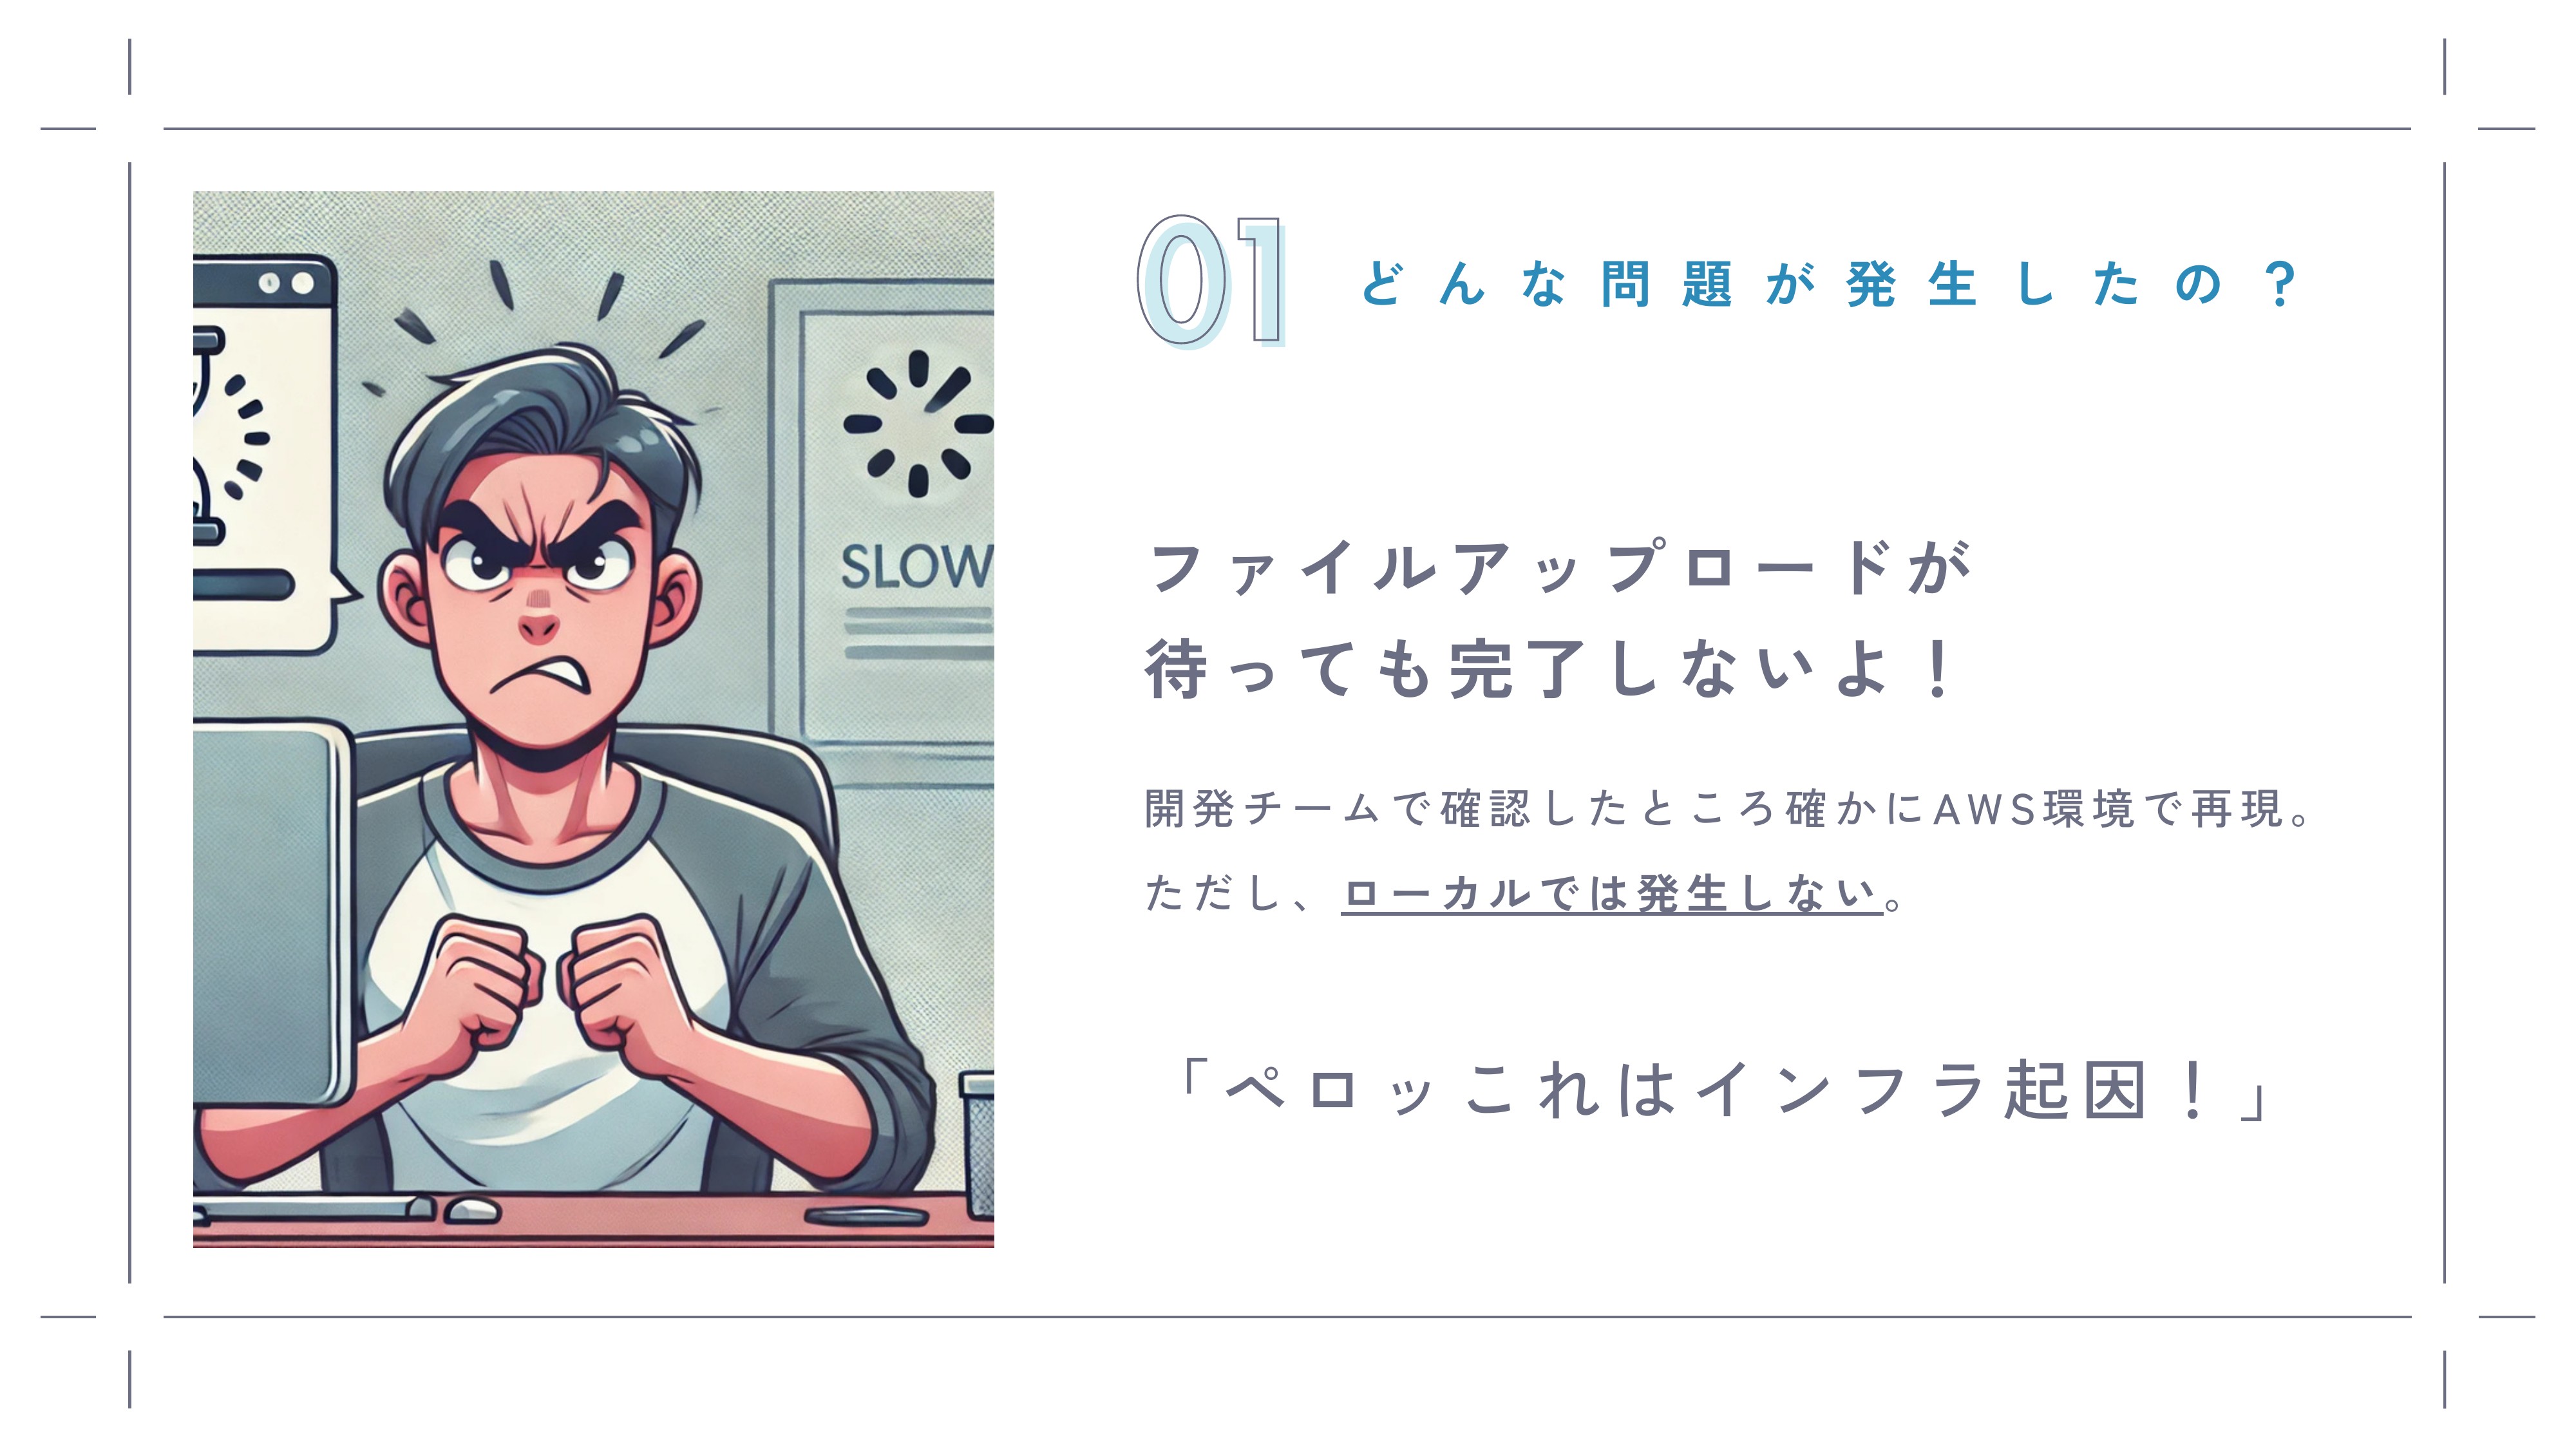 01 どんな問題が発生したの？
SLOW
ファイルアップロードが
待っても完了しないよ！
開発チームで確認したところ確かにAWS環境で再現。
ただし、ローカルでは発生しない。
「ペロッこれはインフラ起因！」